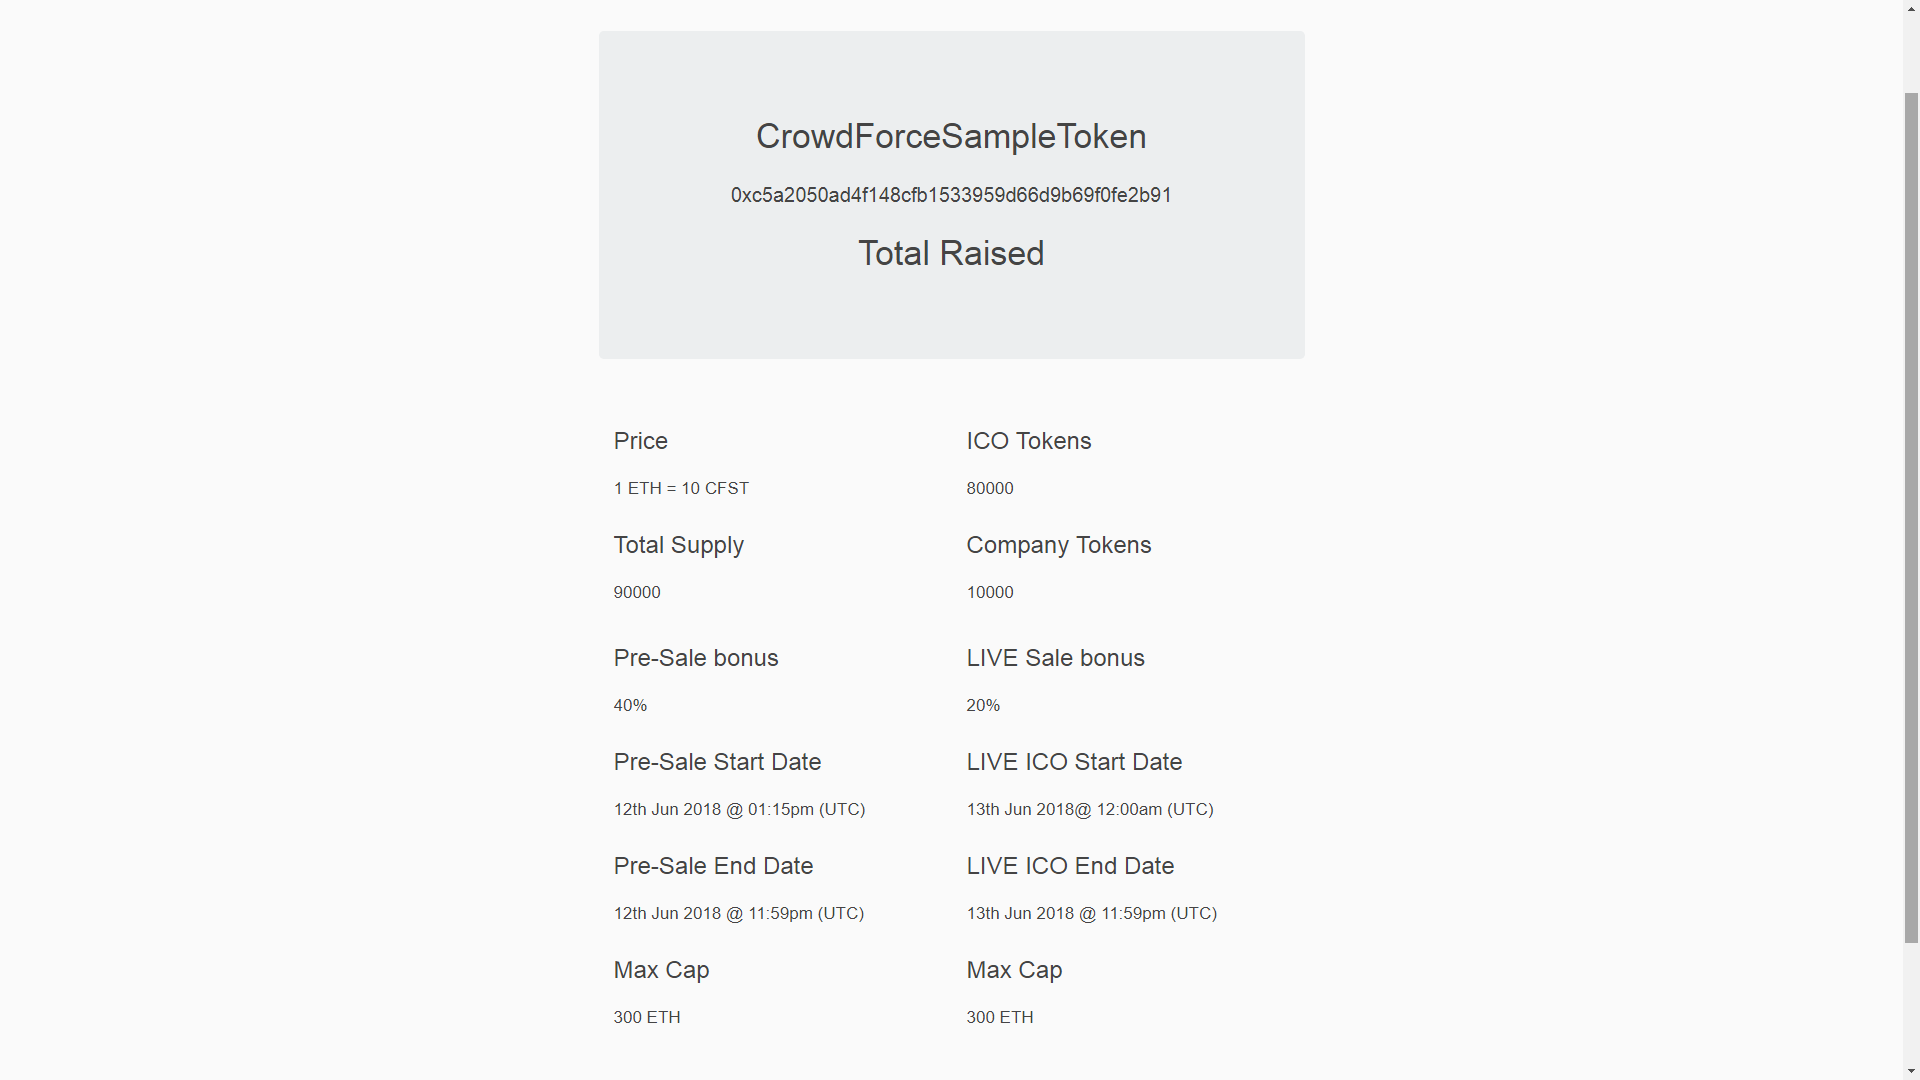 CrowdForceSampleToken
0xc5a2050ad4f148cfb1533959d66d9b69f0fe2b91
Total Raised
Price
1 ETH = 10 CFST
ICO Tokens
80000
Total Supply
90000
Company Tokens
10000
Pre-Sale bonus
40%
LIVE Sale bonus
20%
Pre-Sale Start Date
12th Jun 2018 @ 01:15pm (UTC)
LIVE ICO Start Date
13th Jun 2018@ 12:00am (UTC)
Pre-Sale End Date
12th Jun 2018 @ 11:59pm (UTC)
LIVE ICO End Date
13th Jun 2018 @ 11:59pm (UTC)
Max Cap
300 ETH
Max Cap
300 ETH